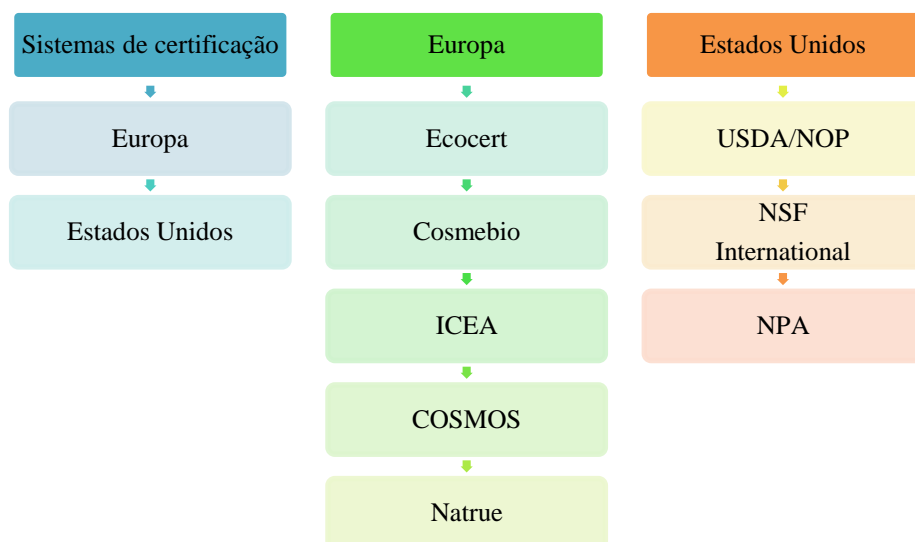 Sistemas de certificação
Europa
Estados Unidos
Europa
Ecocert
Cosmebio
ICEA
COSMOS
Natrue
Estados Unidos
USDA/NOP
NSF
International
NPA